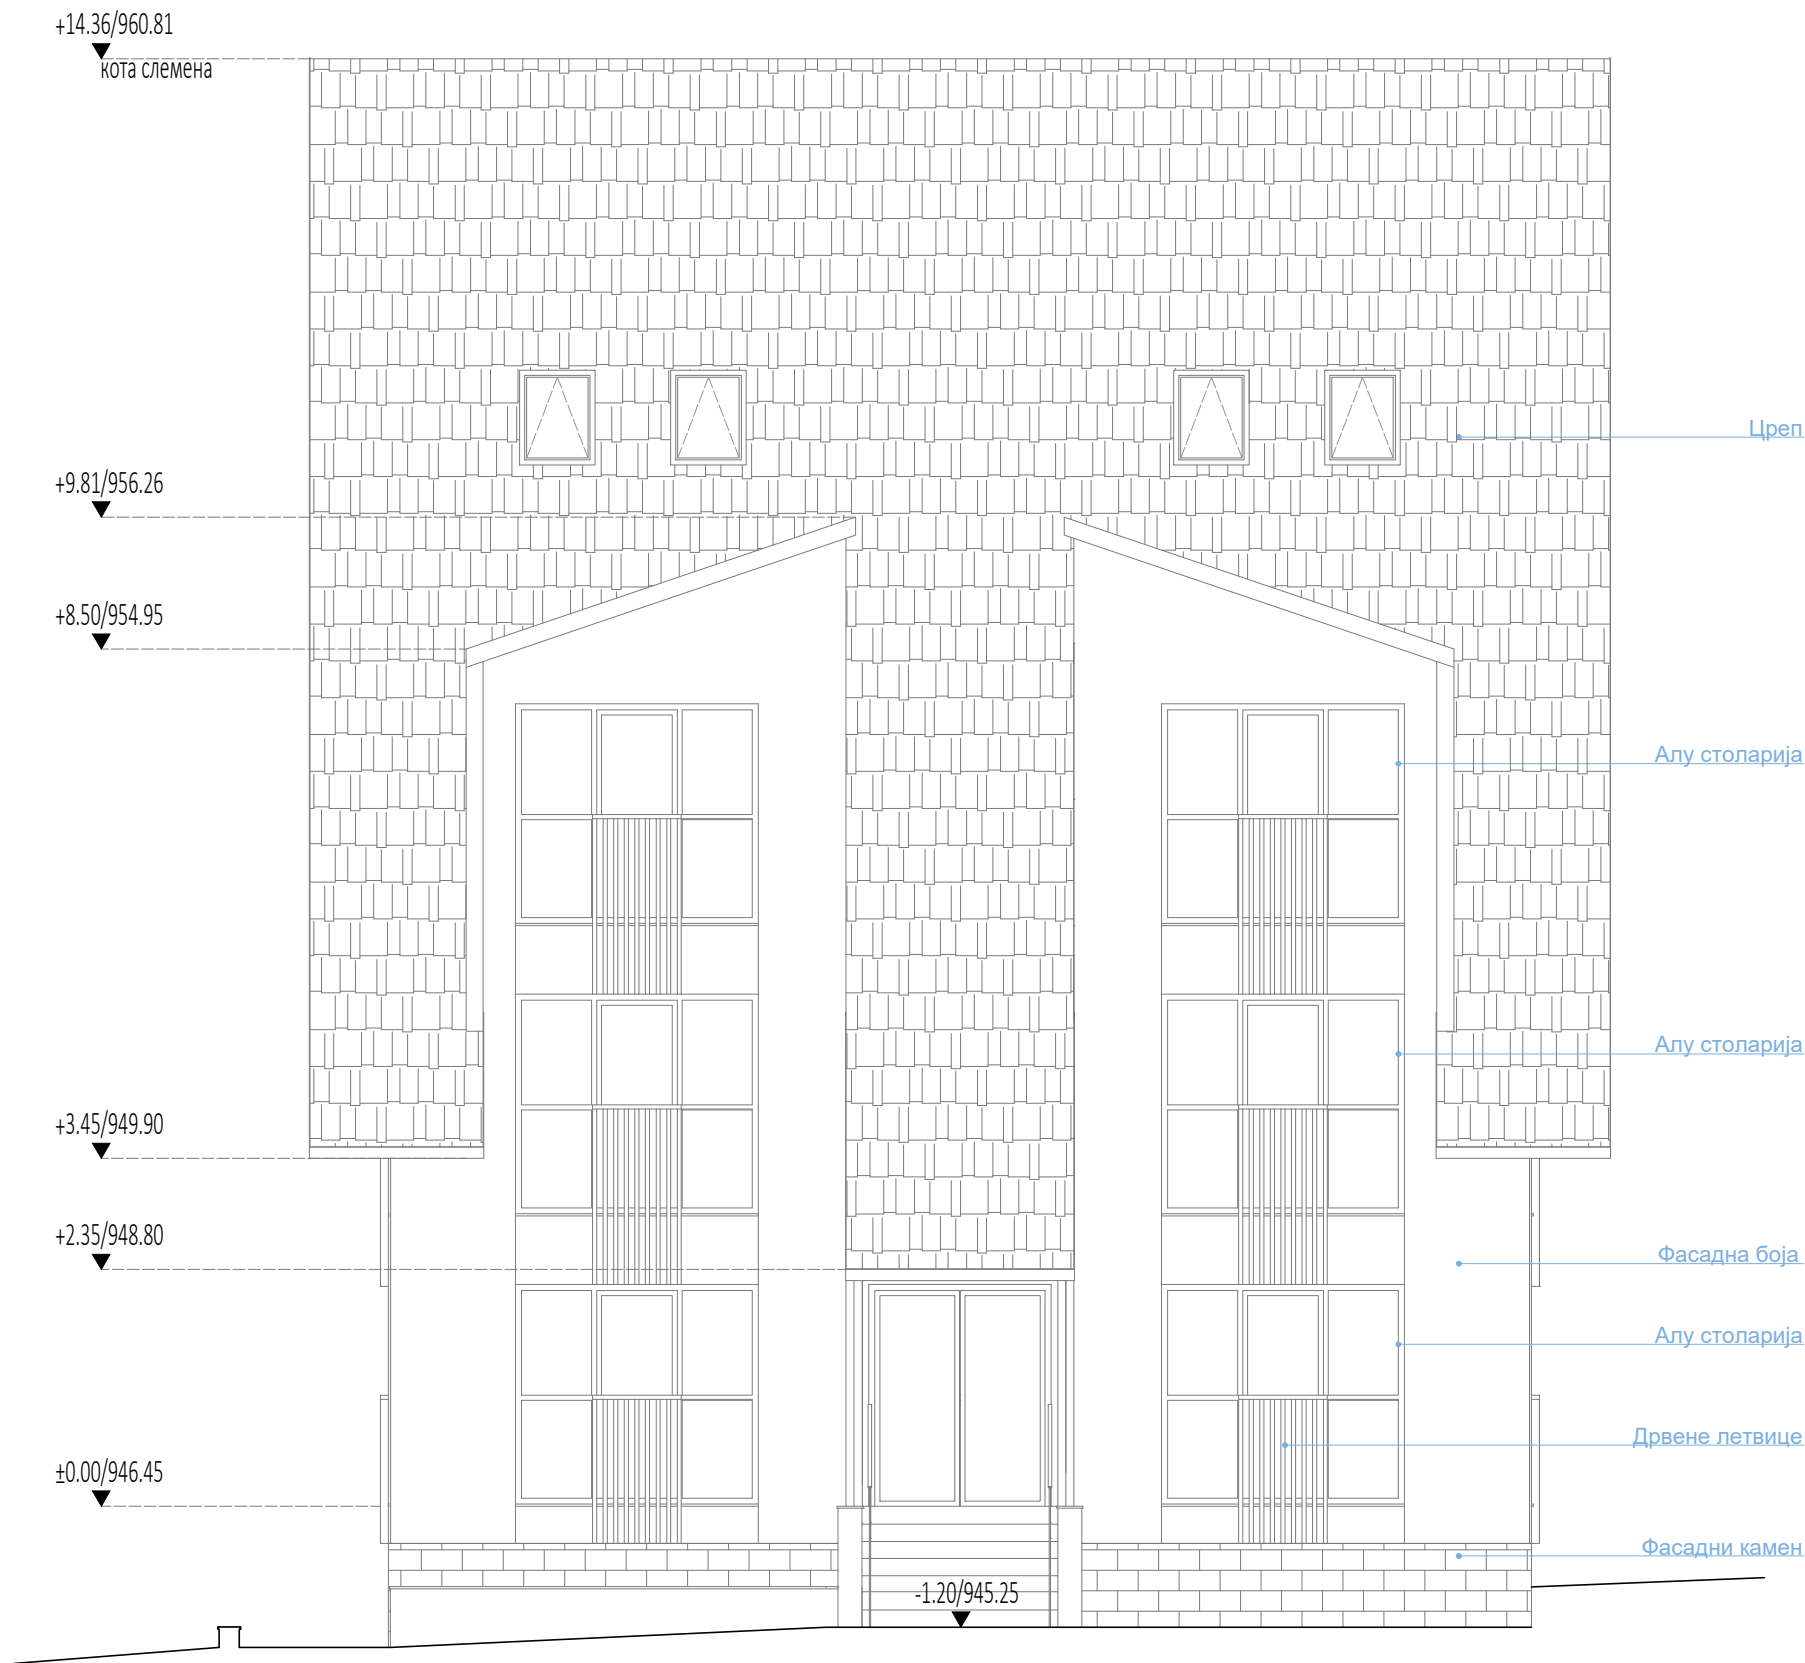 +14.36/960.81
кота слемена
Цреп
+9.81/956.26
+8.50/954.95
Алу столарија
Алу столарија
+3.45/949.90
+2.35/948.80
Фасадна боја
Алу столарија
Дрвене летвице
±0.00/946.45
Фасадни камен
-1.20/945.25